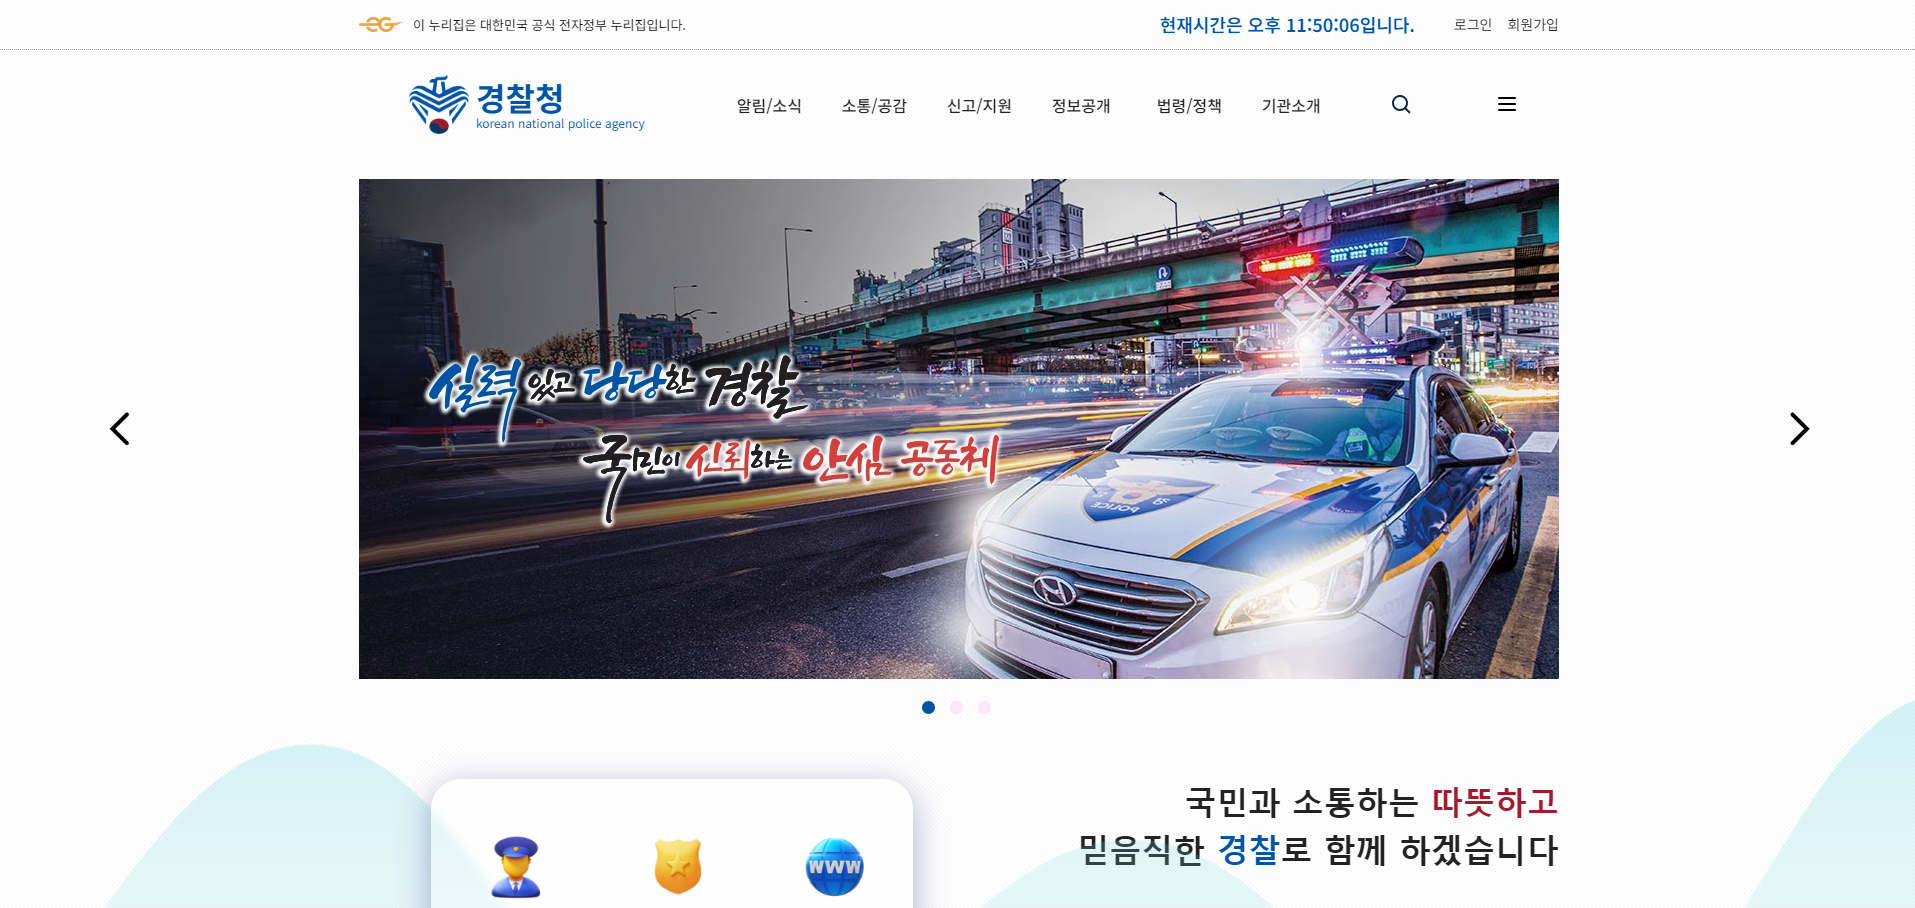 이 누리집은 대한민국 공식 전자정부 누리집입니다.
현재시간은 오후 11:50:06입니다.
로그인 회원가입
경찰청
korean national police agency
알림/소식 소통/공감 신고/지원 정보공개 법령/정책 기관소개
실력 있고 당당한 경찰
국민이 신뢰하는 안심 공동체
POLICE
국민과 소통하는 따뜻하고
믿음직한 경찰로 함께 하겠습니다
WWW